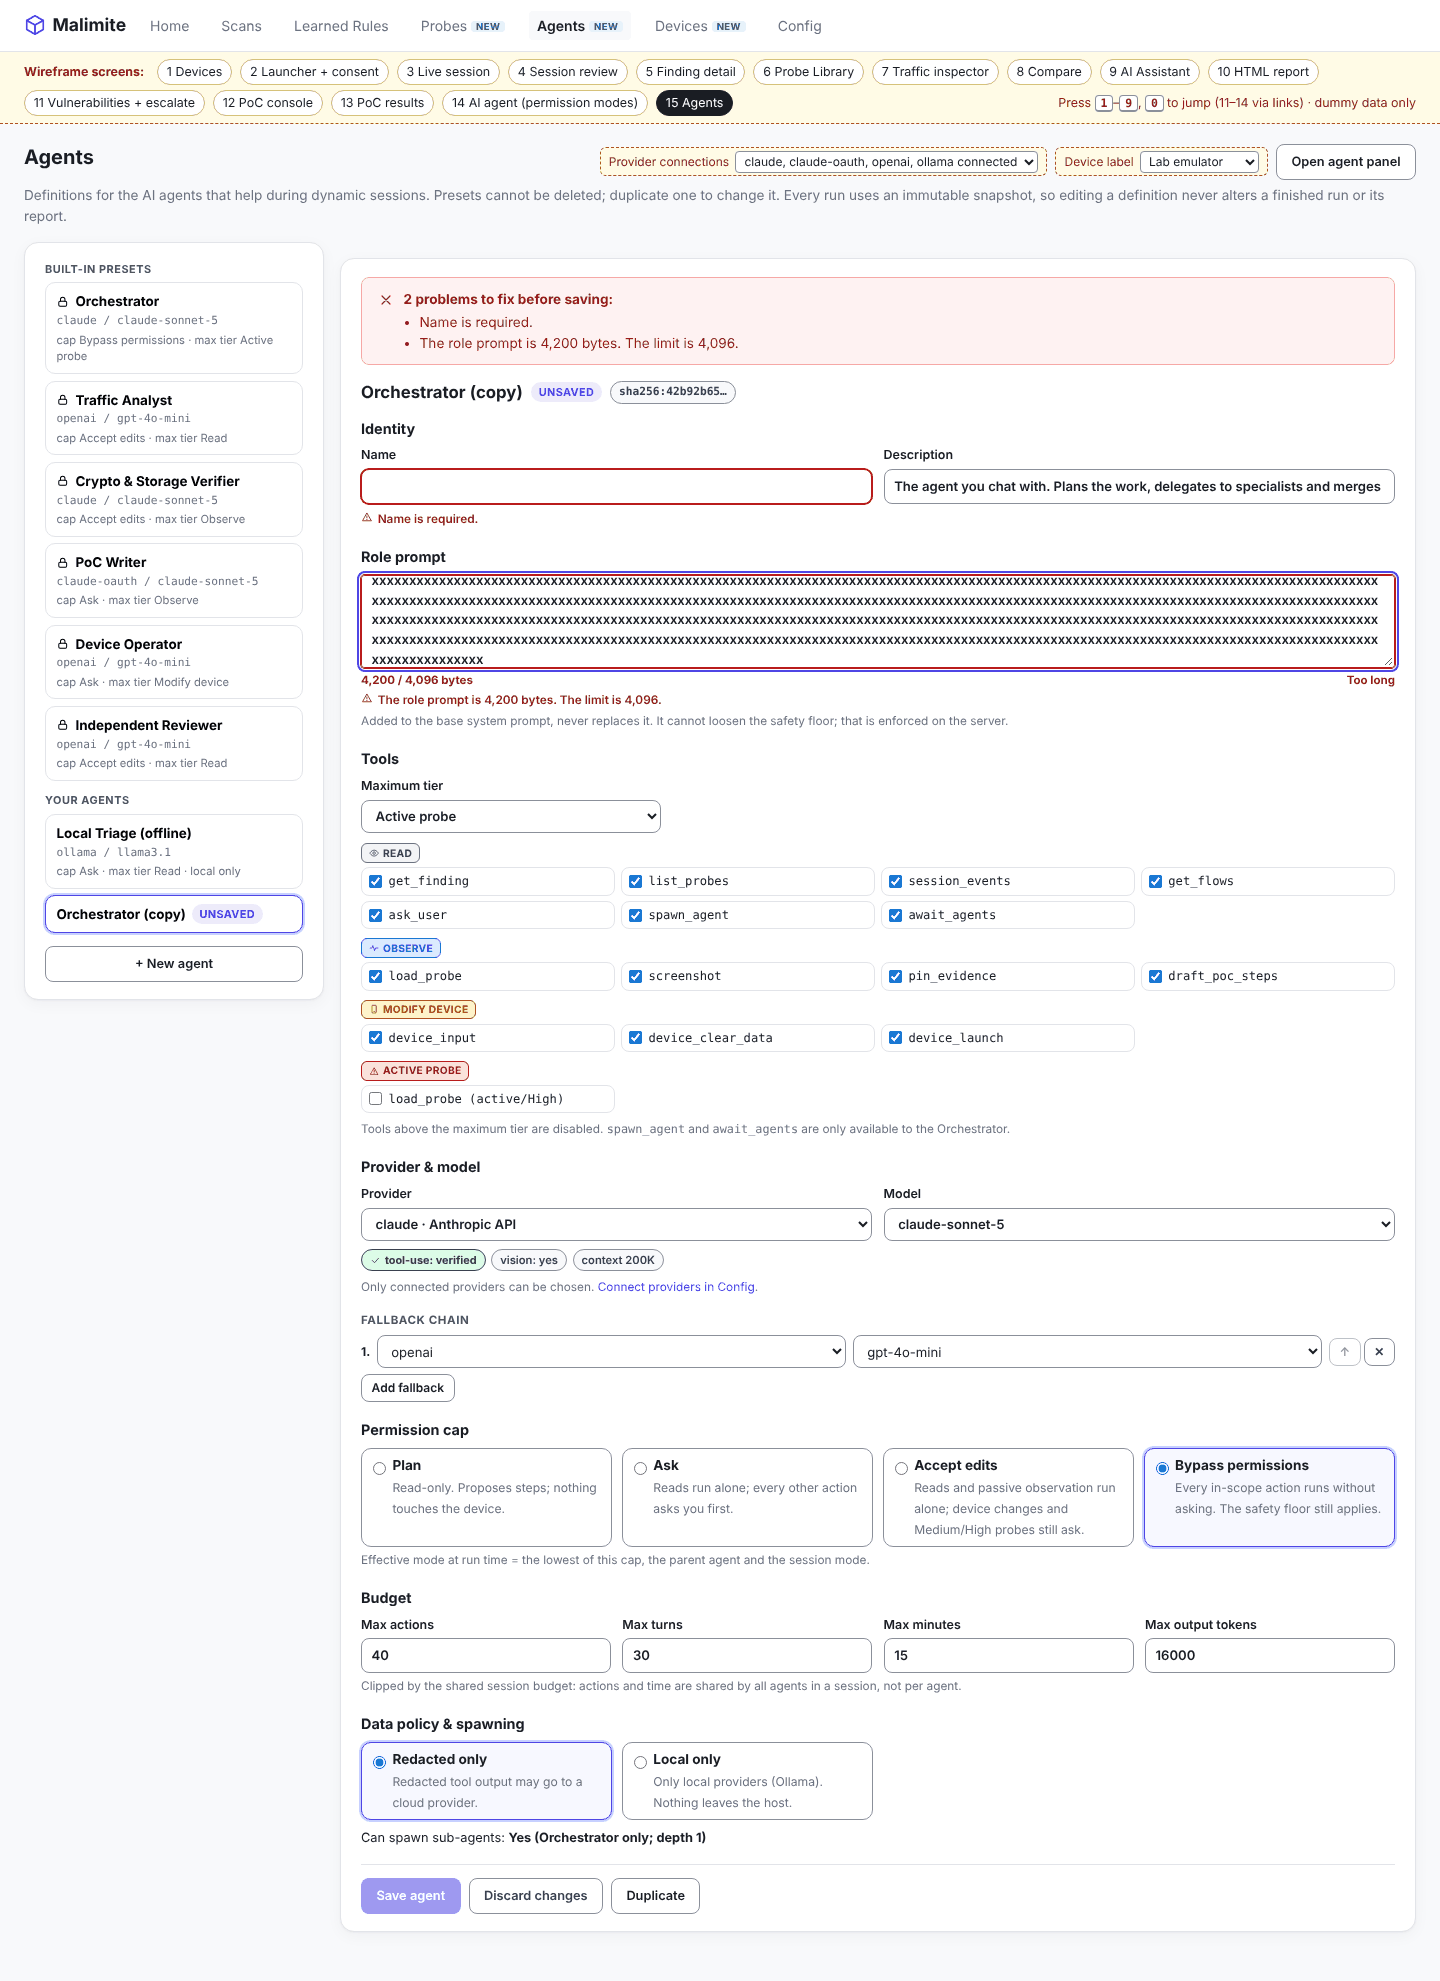 Malimite
Home
Scans
Learned Rules
Probes NEW
Agents NEW
Devices NEW
Config
Wireframe screens:
1 Devices
2 Launcher + consent
3 Live session
4 Session review
5 Finding detail
6 Probe Library
7 Traffic inspector
8 Compare
9 AI Assistant
10 HTML report
11 Vulnerabilities + escalate
12 PoC console
13 PoC results
14 AI agent (permission modes)
15 Agents
Press 1–9, 0 to jump (11–14 via links) · dummy data only
Agents
Provider connections
claude, claude-oauth, openai, ollama connected
Device label
Lab emulator
Open agent panel
Definitions for the AI agents that help during dynamic sessions. Presets cannot be deleted; duplicate one to change it. Every run uses an immutable snapshot, so editing a definition never alters a finished run or its
report.
BUILT-IN PRESETS
Orchestrator
claude / claude-sonnet-5
cap Bypass permissions · max tier Active
probe
Traffic Analyst
openai / gpt-4o-mini
cap Accept edits · max tier Read
Crypto & Storage Verifier
claude / claude-sonnet-5
cap Accept edits · max tier Observe
PoC Writer
claude-oauth / claude-sonnet-5
cap Ask · max tier Observe
Device Operator
openai / gpt-4o-mini
cap Ask · max tier Modify device
Independent Reviewer
openai / gpt-4o-mini
cap Accept edits · max tier Read
YOUR AGENTS
Local Triage (offline)
ollama / llama3.1
cap Ask · max tier Read · local only
Orchestrator (copy) UNSAVED
+ New agent
2 problems to fix before saving:
• Name is required.
• The role prompt is 4,200 bytes. The limit is 4,096.
Orchestrator (copy) UNSAVED sha256:42b92b65…
Identity
Name
Description
The agent you chat with. Plans the work, delegates to specialists and merges
Name is required.
Role prompt
4,200 / 4,096 bytes
Too long
The role prompt is 4,200 bytes. The limit is 4,096.
Added to the base system prompt, never replaces it. It cannot loosen the safety floor; that is enforced on the server.
Tools
Maximum tier
Active probe
READ
get_finding
list_probes
session_events
get_flows
ask_user
spawn_agent
await_agents
OBSERVE
load_probe
screenshot
pin_evidence
draft_poc_steps
MODIFY DEVICE
device_input
device_clear_data
device_launch
ACTIVE PROBE
load_probe (active/High)
Tools above the maximum tier are disabled. spawn_agent and await_agents are only available to the Orchestrator.
Provider & model
Provider
Model
claude · Anthropic API
claude-sonnet-5
tool-use: verified
vision: yes
context 200K
Only connected providers can be chosen. Connect providers in Config.
FALLBACK CHAIN
1.
openai
gpt-4o-mini
↑
×
Add fallback
Permission cap
Plan
Read-only. Proposes steps; nothing
touches the device.
Ask
Reads run alone; every other action
asks you first.
Accept edits
Reads and passive observation run
alone; device changes and
Medium/High probes still ask.
Bypass permissions
Every in-scope action runs without
asking. The safety floor still applies.
Effective mode at run time = the lowest of this cap, the parent agent and the session mode.
Budget
Max actions
Max turns
Max minutes
Max output tokens
40
30
15
16000
Clipped by the shared session budget: actions and time are shared by all agents in a session, not per agent.
Data policy & spawning
Redacted only
Redacted tool output may go to a
cloud provider.
Local only
Only local providers (Ollama).
Nothing leaves the host.
Can spawn sub-agents: Yes (Orchestrator only; depth 1)
Save agent
Discard changes
Duplicate